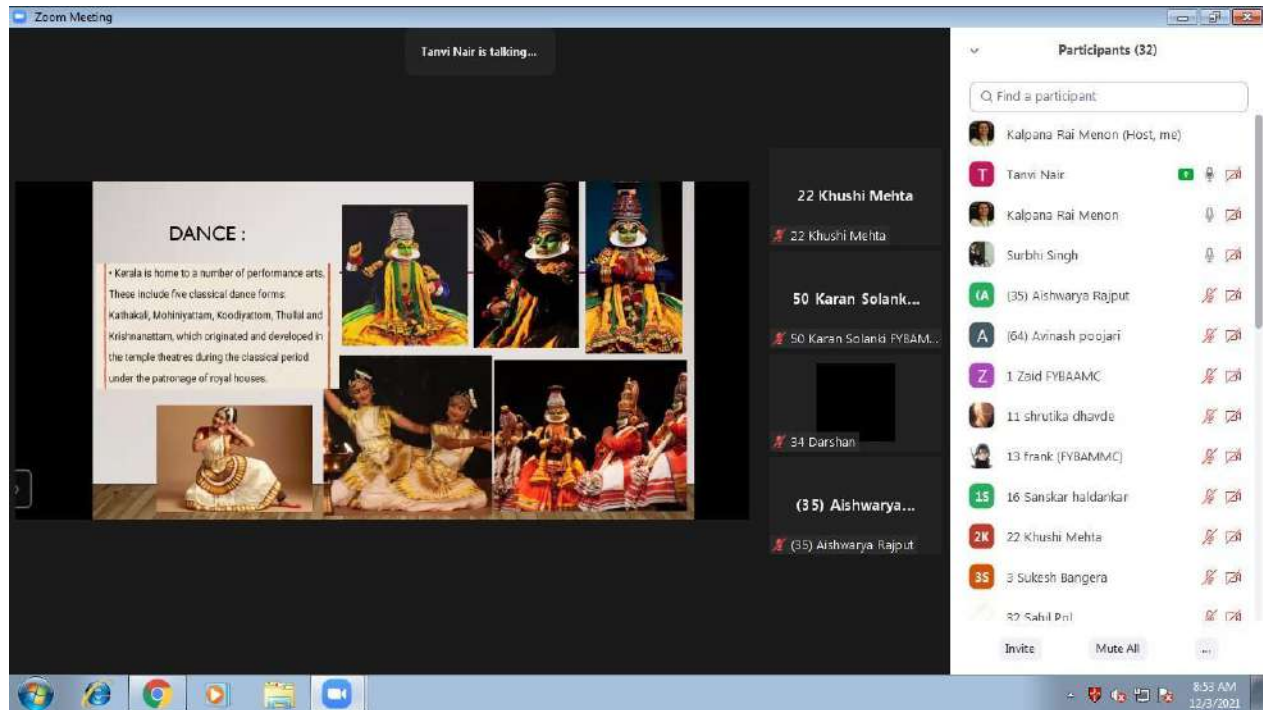 Zoom Meeting
Tanvi Nair is talking...
DANCE :
• Kerala is home to a number of performance arts.
These include five classical dance forms:
Kathakali, Mohiniyattom, Koodiyattom, Thullal and
Krishnanattam, which originated and developed in
the temple theatres during the classical period
under the patronage of royal houses.
22 Khushi Mehta
22 Khushi Mehta
50 Karan Solank...
50 Karan Solanki FYBAM...
34 Darshan
(35) Aishwarya...
(35) Aishwarya Rajput
Participants (32)
Find a participant
Kalpana Rai Menon (Host, me)
T Tanvi Nair
Kalpana Rai Menon
Surbhi Singh
(A (35) Aishwarya Rajput
A (64) Avinash poojari
Z 1 Zaid FYBAAMC
11 shrutika dhavde
13 frank (FYBAMMC)
1S 16 Sanskar haldankar
2K 22 Khushi Mehta
3S 3 Sukesh Bangera
32 Sahil Pol
Invite Mute All ...
8:53 AM
12/3/2021